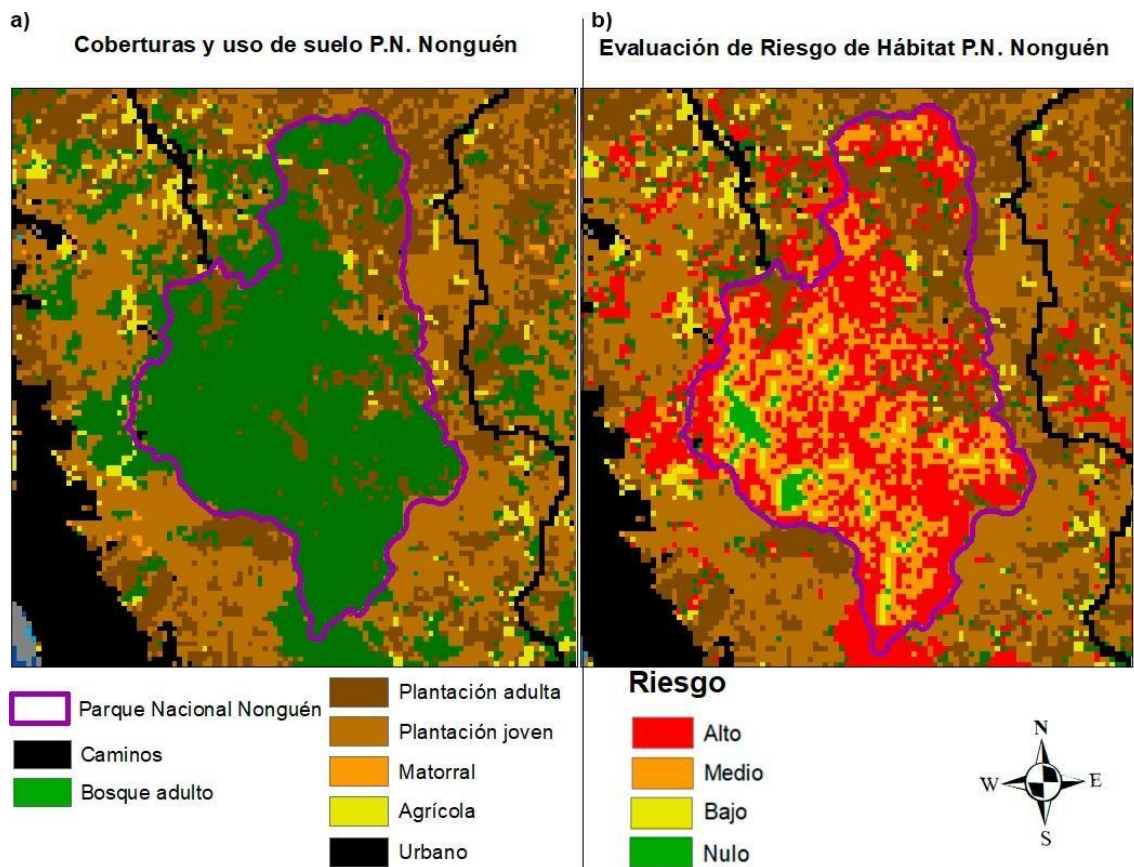 a)
Coberturas y uso de suelo P.N. Nonguén
b)
Evaluación de Riesgo de Hábitat P.N. Nonguén
Parque Nacional Nonguén
Caminos
Bosque adulto
Plantación adulta
Plantación joven
Matorral
Agrícola
Urbano
Riesgo
Alto
Medio
Bajo
Nulo
N
W E
S